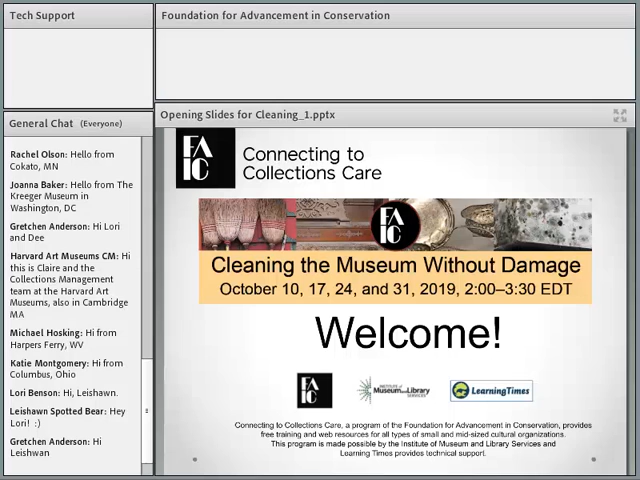 Tech Support
Foundation for Advancement in Conservation
General Chat (Everyone)
Rachel Olson: Hello from
Cokato, MN
Joanna Baker: Hello from The
Kreeger Museum in
Washington, DC
Gretchen Anderson: Hi Lori
and Dee
Harvard Art Museums CM: Hi
this is Claire and the
Collections Management
team at the Harvard Art
Museums, also in Cambridge
MA
Michael Hosking: Hi from
Harpers Ferry, WV
Katie Montgomery: Hi from
Columbus, Ohio
Lori Benson: Hi, Leishawn.
Leishawn Spotted Bear: Hey
Lori! :)
Gretchen Anderson: Hi
Leishwan
Opening Slides for Cleaning_1.pptx
FA
IC
Connecting to
Collections Care
FA
IC
Cleaning the Museum Without Damage
October 10, 17, 24, and 31, 2019, 2:00–3:30 EDT
Welcome!
FA
IC
INSTITUTE of
Museum and Library
SERVICES
LearningTimes
Connecting to Collections Care, a program of the Foundation for Advancement in Conservation, provides
free training and web resources for all types of small and mid-sized cultural organizations.
This program is made possible by the Institute of Museum and Library Services and
Learning Times provides technical support.